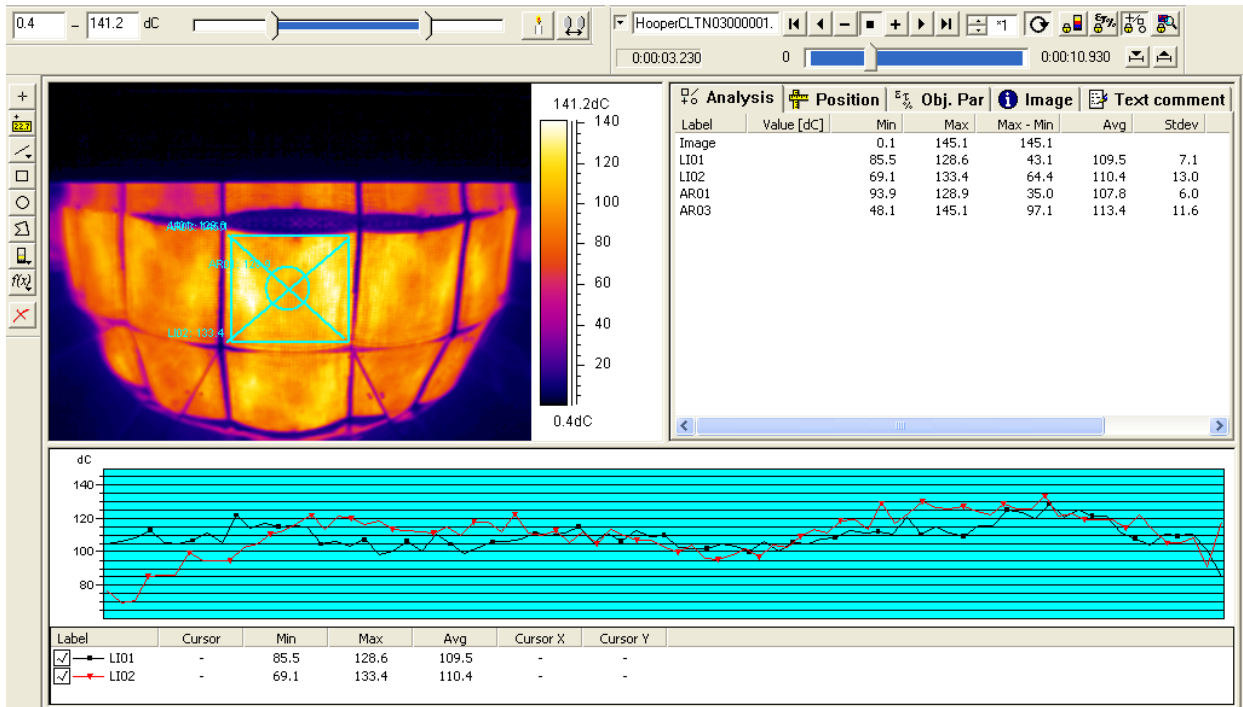 0.4 – 141.2 dC
HooperCLTN03000001. *1
0:00:03.230 0 0:00:10.930
Analysis Position Obj. Par Image Text comment
Label Value [dC] Min Max Max - Min Avg Stdev
Image 0.1 145.1 145.1
LI01 85.5 128.6 43.1 109.5 7.1
LI02 69.1 133.4 64.4 110.4 13.0
AR01 93.9 128.9 35.0 107.8 6.0
AR03 48.1 145.1 97.1 113.4 11.6
22.7
f(x)
141.2dC
140
120
100
80
60
40
20
0.4dC
LI02: 133.4
dC
140
120
100
80
Label Cursor Min Max Avg Cursor X Cursor Y
LI01 - 85.5 128.6 109.5 - -
LI02 - 69.1 133.4 110.4 - -